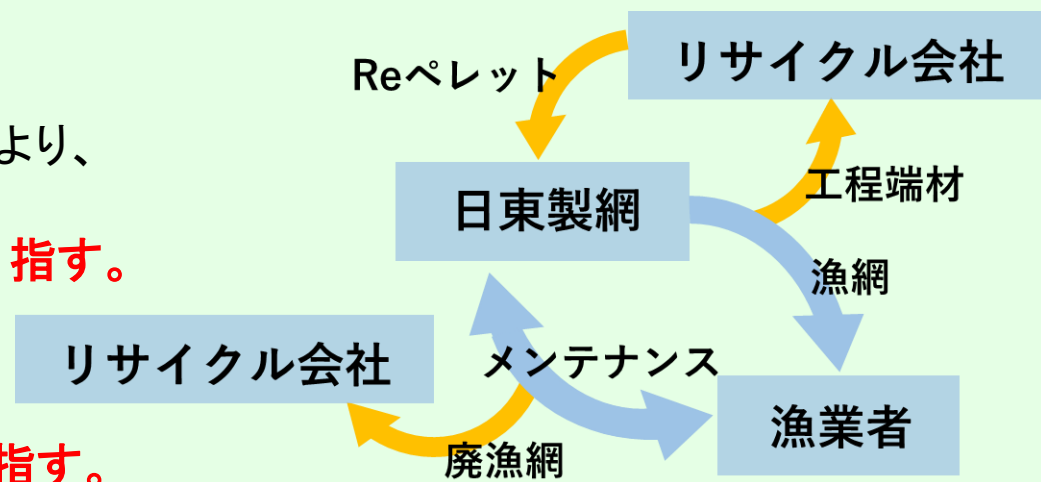 リサイクル会社
Reペレット
より、
工程端材
日東製網
指す。
漁網
リサイクル会社
メンテナンス
漁業者
廃漁網
指す。